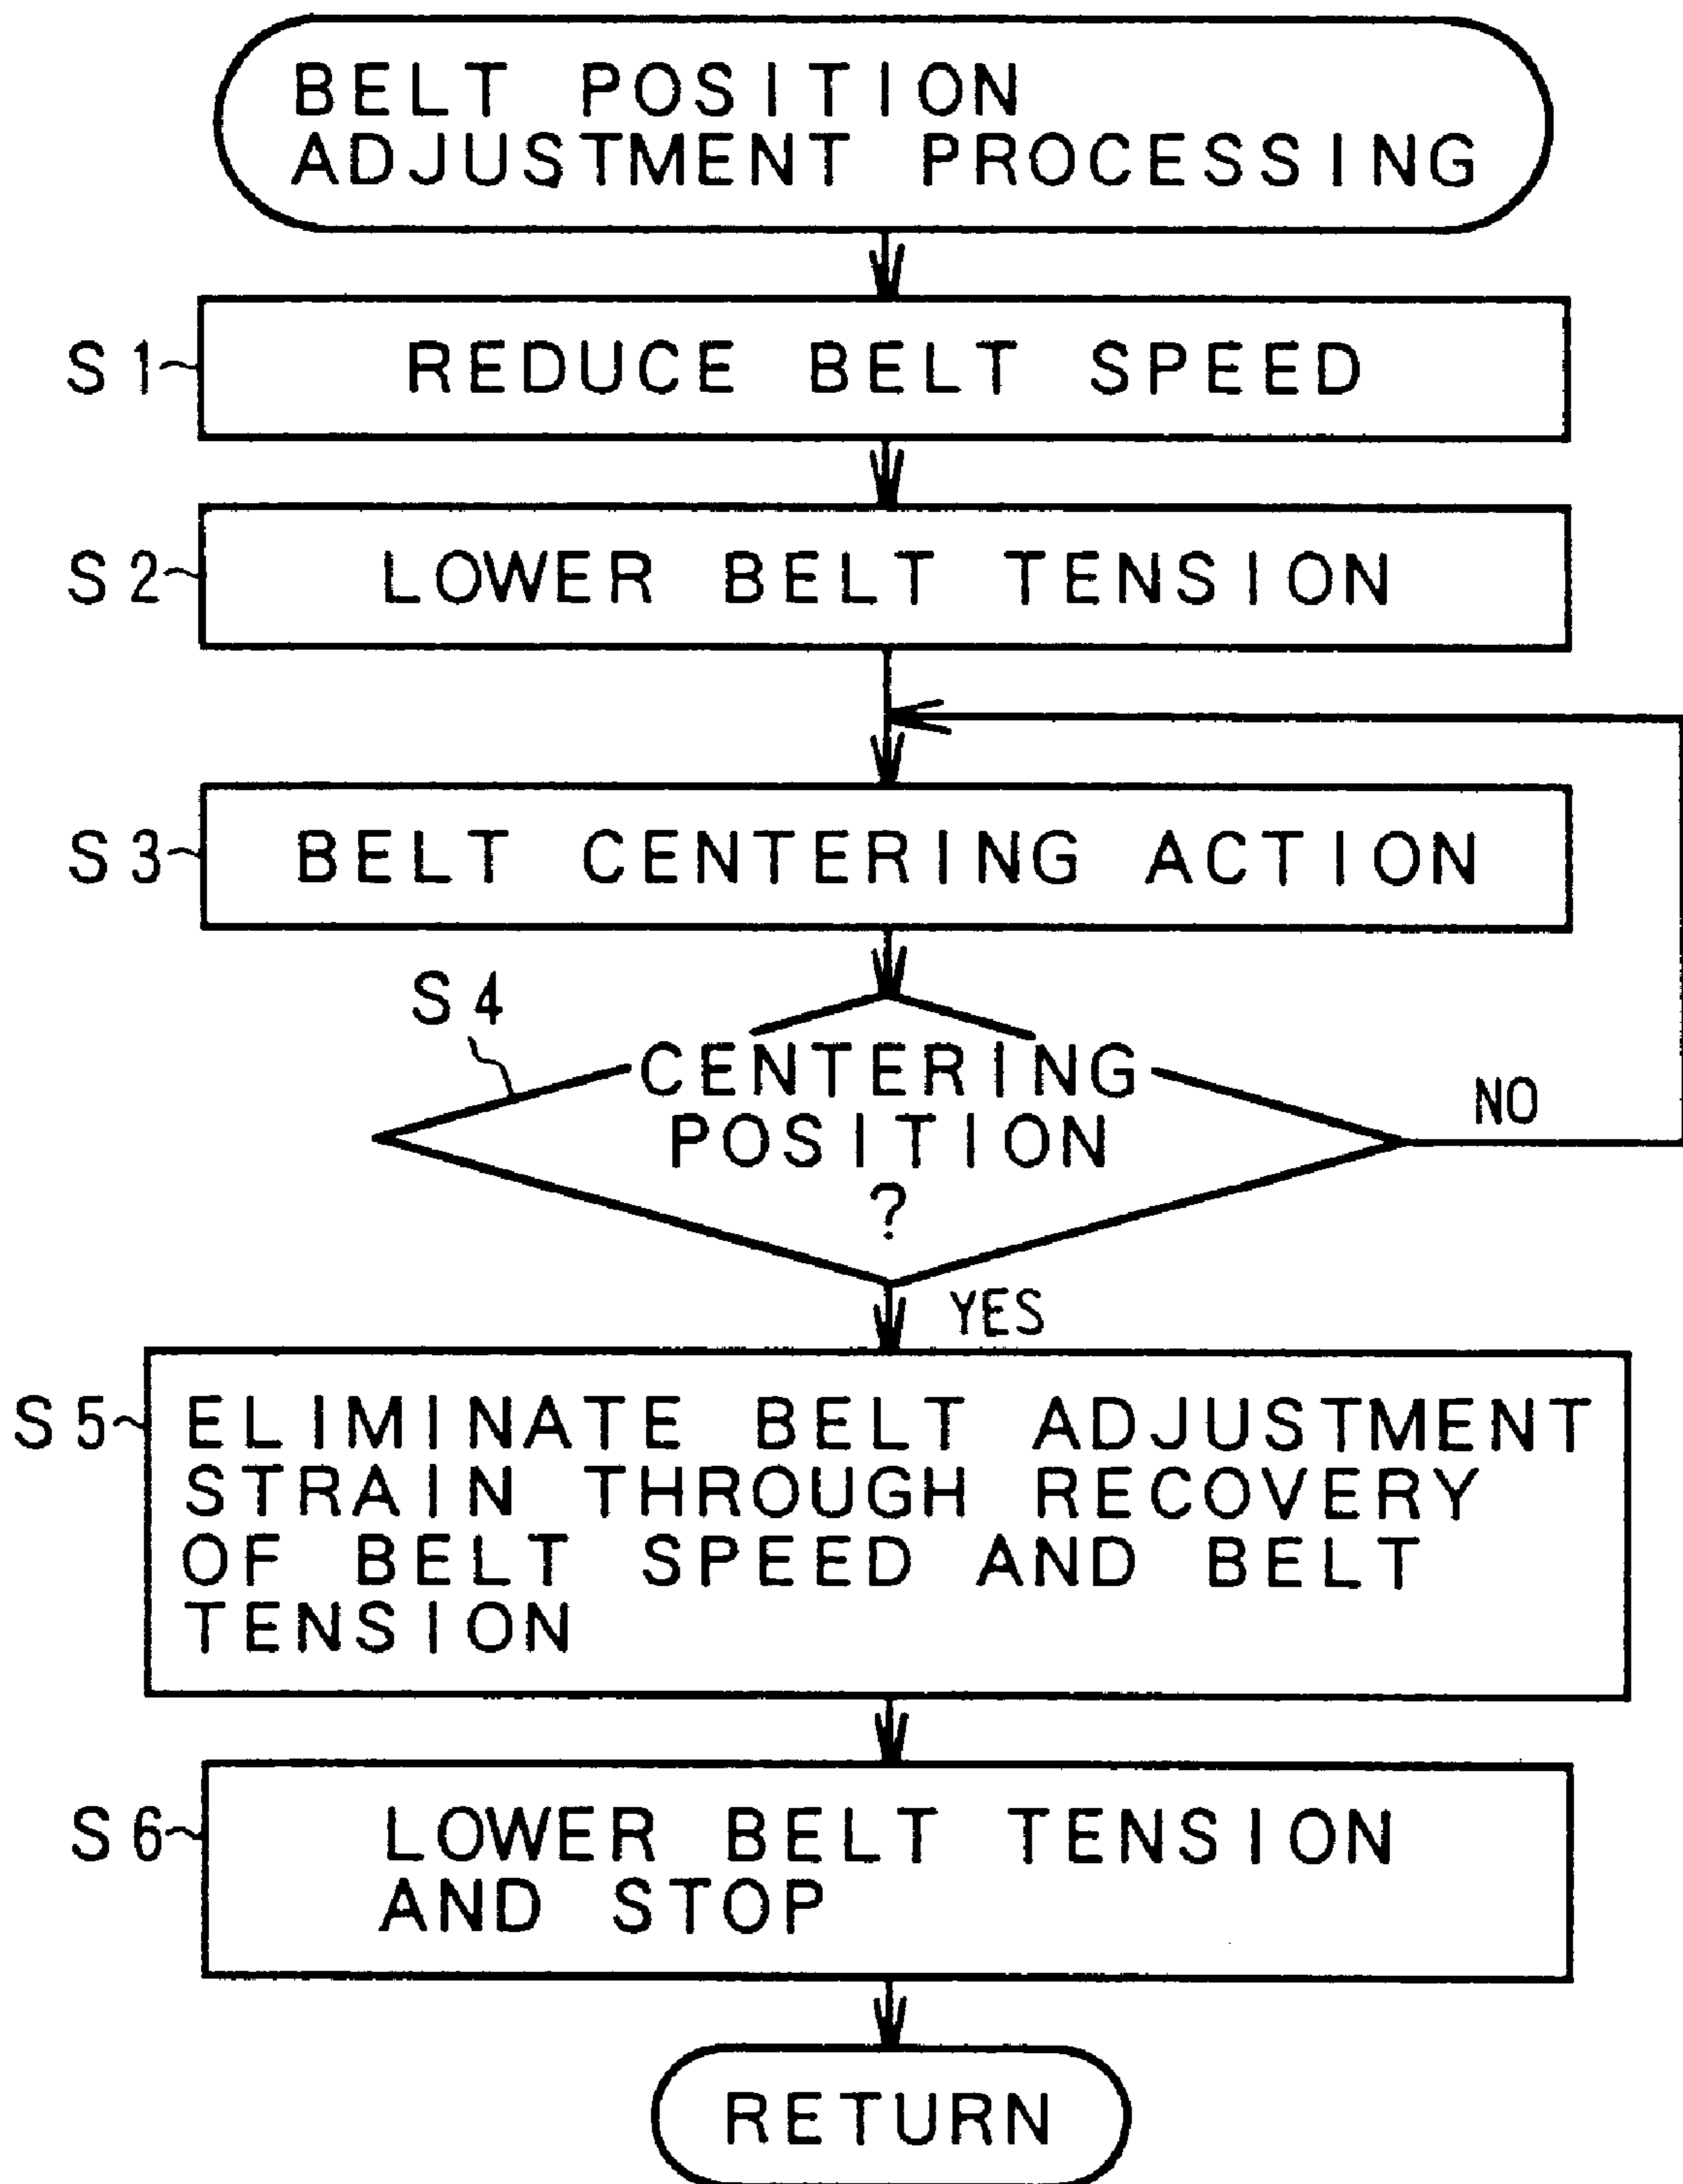 BELT POSITION
ADJUSTMENT PROCESSING
S1
REDUCE BELT SPEED
S2
LOWER BELT TENSION
S3
BELT CENTERING ACTION
S4
CENTERING
POSITION
?
NO
YES
S5
ELIMINATE BELT ADJUSTMENT
STRAIN THROUGH RECOVERY
OF BELT SPEED AND BELT
TENSION
S6
LOWER BELT TENSION
AND STOP
RETURN